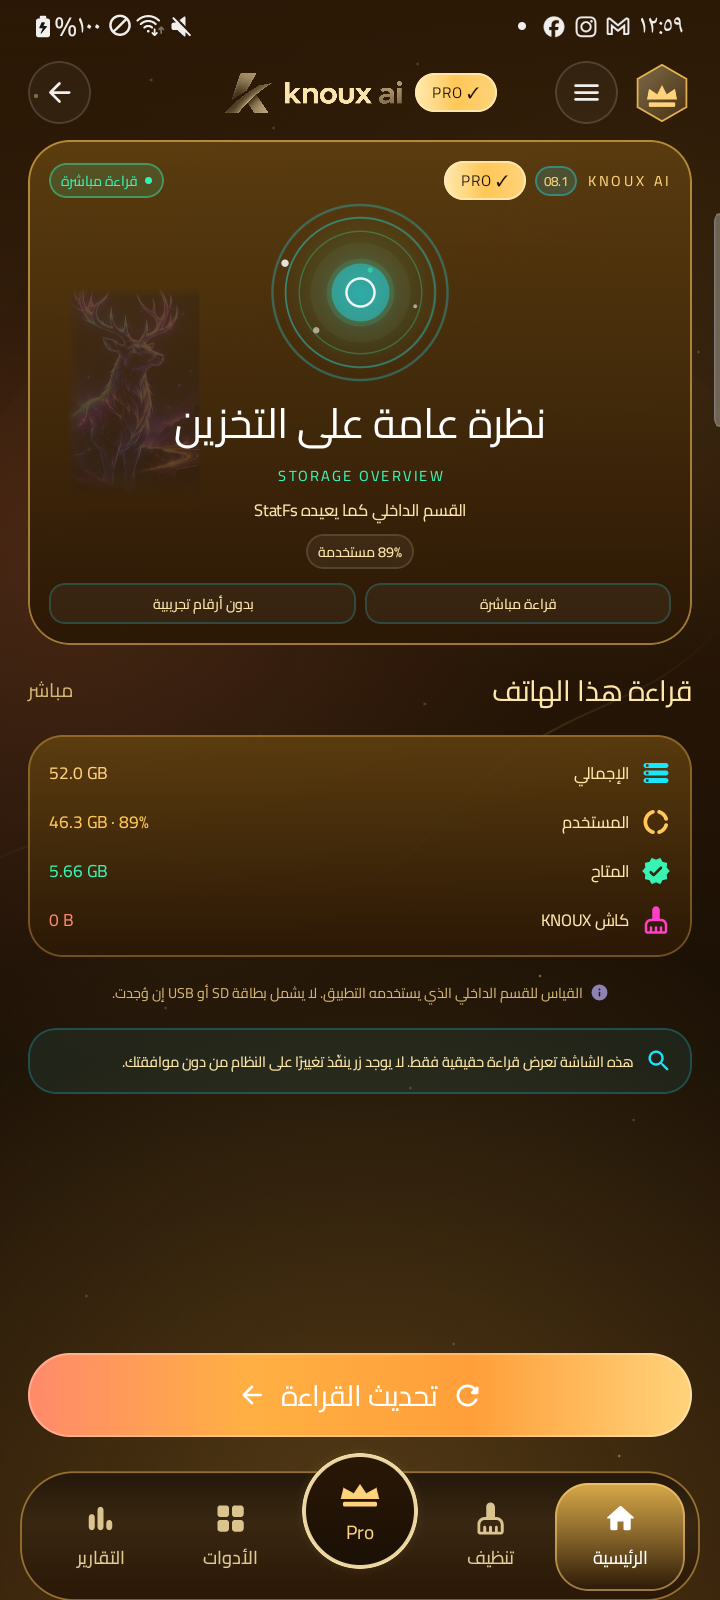 ١٢:٥٩
%١٠٠
knoux ai
PRO ✓
KNOUX AI
08.1
PRO ✓
قراءة مباشرة
نظرة عامة على التخزين
STORAGE OVERVIEW
القسم الداخلي كما يعيده StatFs
89% مستخدمة
قراءة مباشرة
بدون أرقام تجريبية
قراءة هذا الهاتف
مباشر
الإجمالي 52.0 GB
المستخدم 46.3 GB · 89%
المتاح 5.66 GB
كاش KNOUX 0 B
القياس للقسم الداخلي الذي يستخدمه التطبيق. لا يشمل بطاقة SD أو USB إن وُجدت.
هذه الشاشة تعرض قراءة حقيقية فقط. لا يوجد زر ينفّذ تغييرًا على النظام من دون موافقتك.
تحديث القراءة
الرئيسية
تنظيف
Pro
الأدوات
التقارير